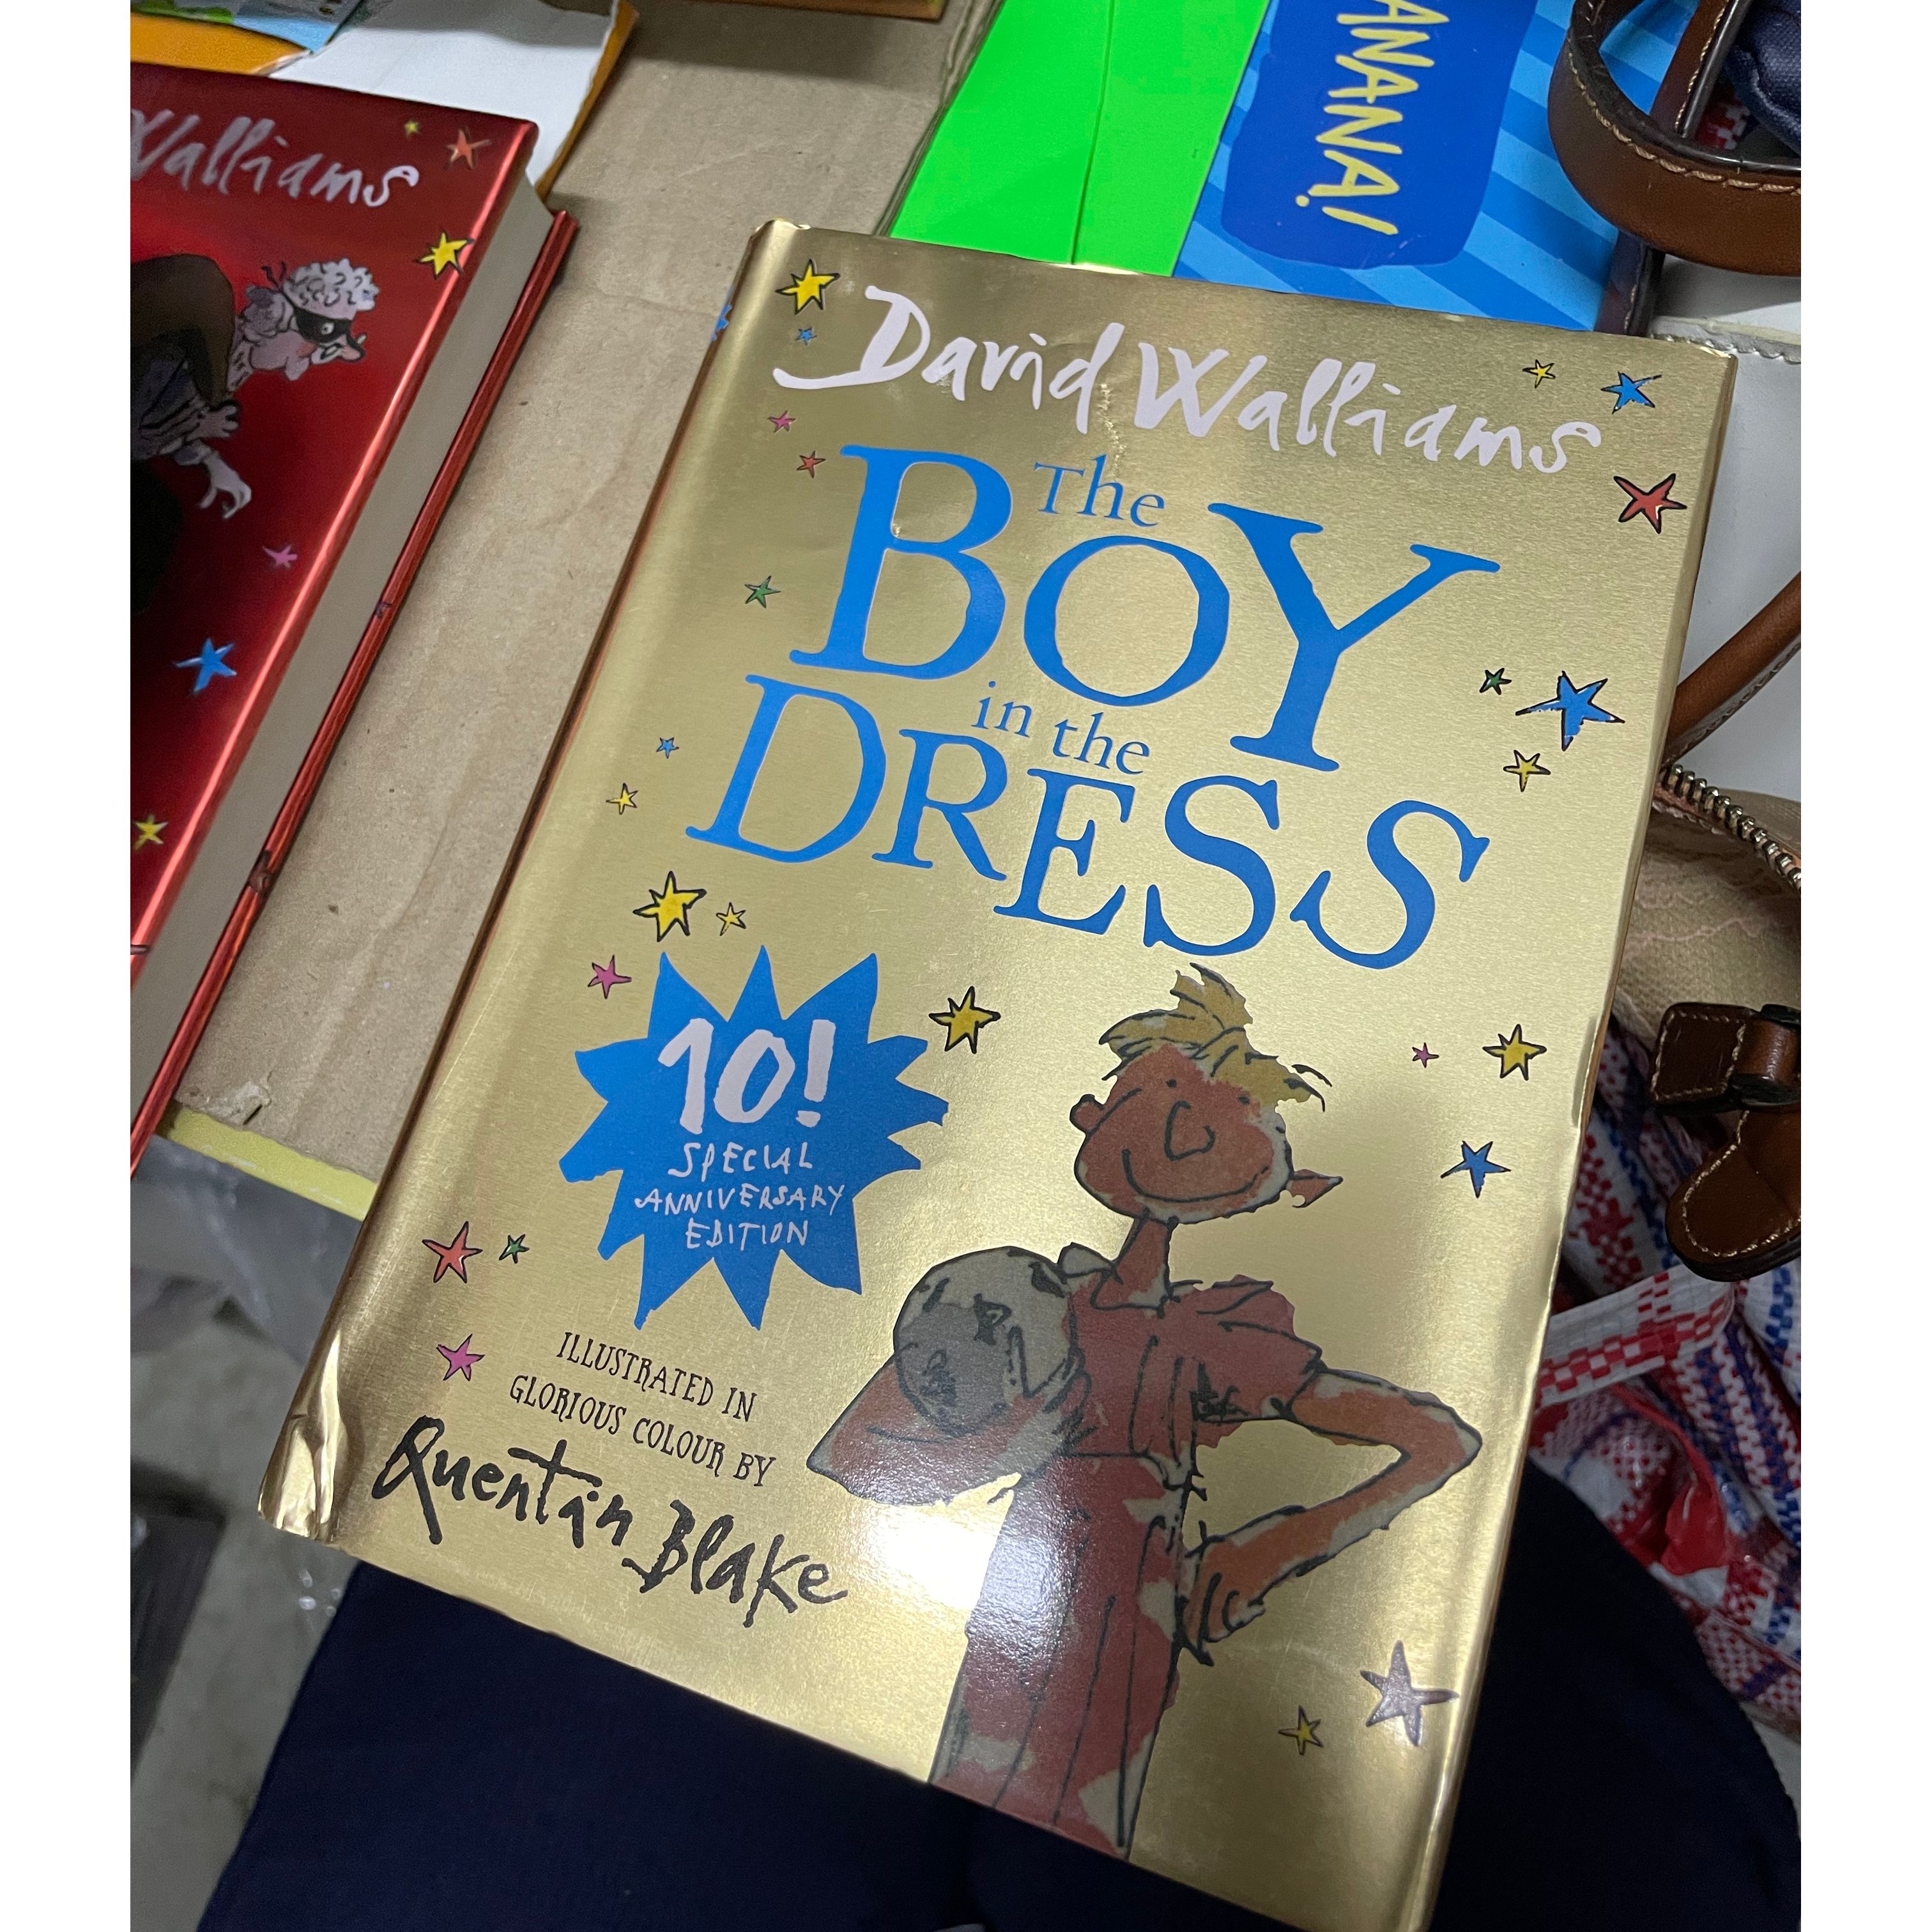 Walliams
ANANA!
David Walliams
The
BOY
in the
DRESS
10!
SPECIAL
ANNIVERSARY
EDITION
ILLUSTRATED IN
GLORIOUS COLOUR BY
Quentin Blake